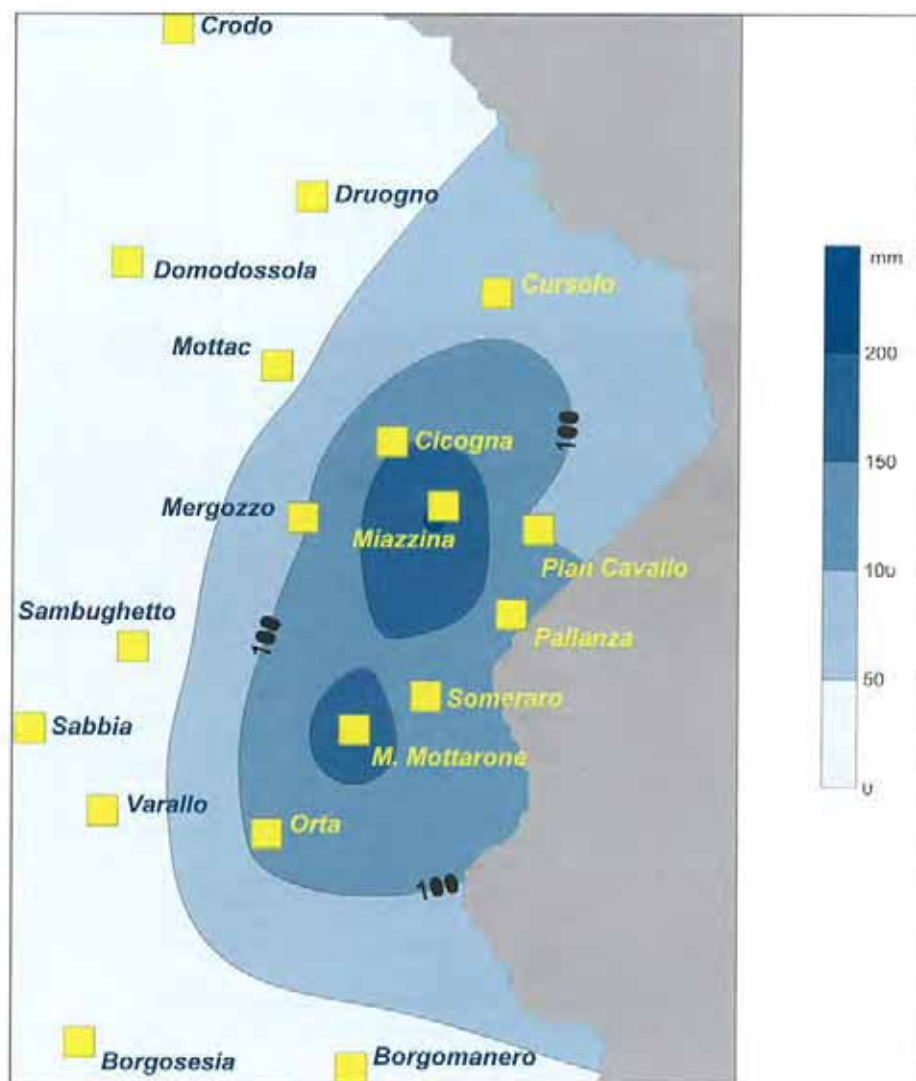 Crodo
Druogno
Domodossola
Cursolo
mm
Mottac
200
100
Cicogna
150
Mergozzo
Miazzina
Pian Cavallo
100
Sambughetto
Pallanza
100
50
Someraro
Sabbia
M. Mottarone
0
Varallo
Orta
100
Borgosesia
Borgomanero